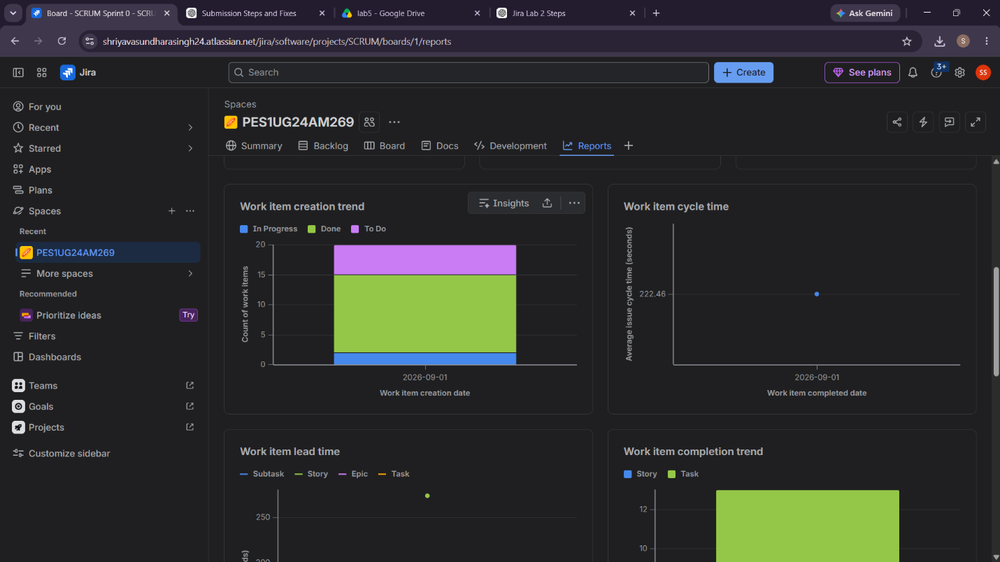 Board - SCRUM Sprint 0 - SCRU
Submission Steps and Fixes
lab5 - Google Drive
Jira Lab 2 Steps
Ask Gemini
shriyavasundharasingh24.atlassian.net/jira/software/projects/SCRUM/boards/1/reports
S
Jira
Search
Create
See plans
3+
SS
For you
Recent
Starred
Apps
Plans
Spaces
Recent
PES1UG24AM269
More spaces
Recommended
Prioritize ideas
Try
Filters
Dashboards
Teams
Goals
Projects
Customize sidebar
Spaces
PES1UG24AM269
Summary
Backlog
Board
Docs
Development
Reports
Work item creation trend
Insights
In Progress
Done
To Do
Count of work items
20
15
10
5
0
2026-09-01
Work item creation date
Work item cycle time
Average issue cycle time (seconds)
222.46
2026-09-01
Work item completed date
Work item lead time
Subtask
Story
Epic
Task
250
Work item completion trend
Story
Task
12
10